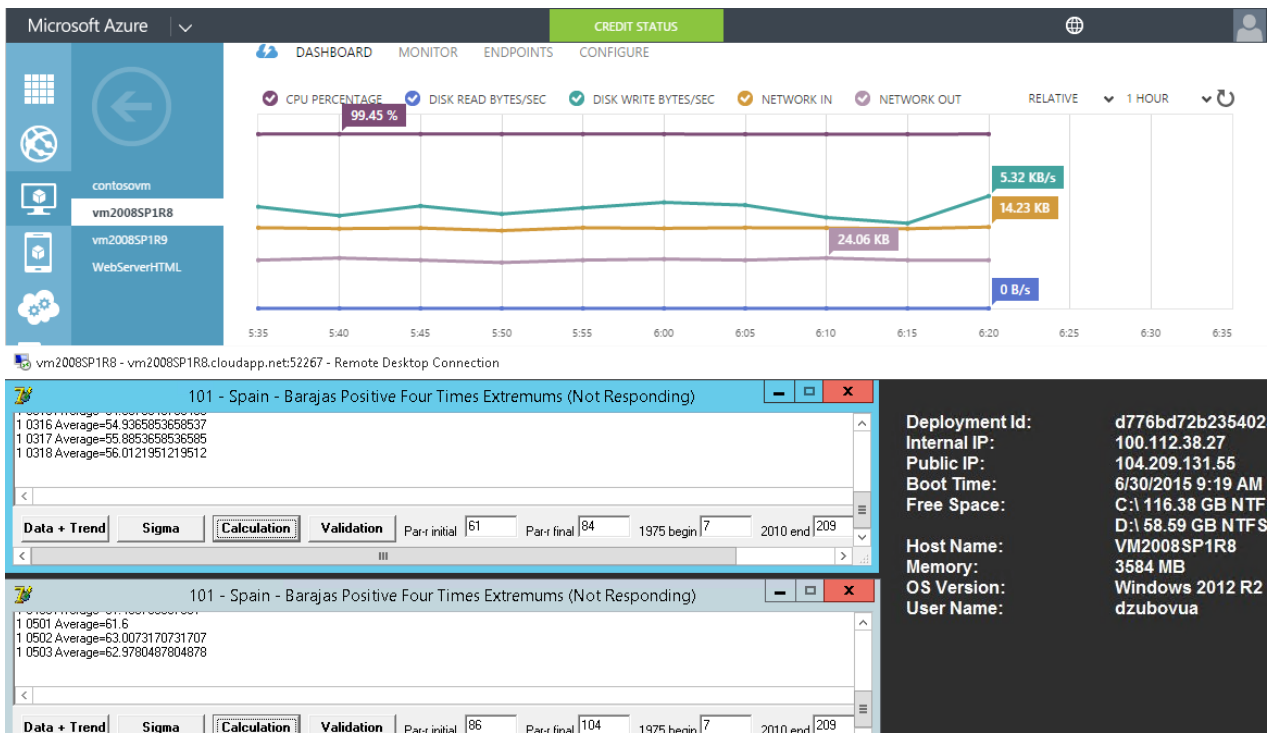 Microsoft Azure
CREDIT STATUS
DASHBOARD MONITOR ENDPOINTS CONFIGURE
CPU PERCENTAGE DISK READ BYTES/SEC DISK WRITE BYTES/SEC NETWORK IN NETWORK OUT RELATIVE 1 HOUR
99.45 %
contosovm
vm2008SP1R8
vm2008SP1R9
WebServerHTML
5.32 KB/s
14.23 KB
24.06 KB
0 B/s
5:35 5:40 5:45 5:50 5:55 6:00 6:05 6:10 6:15 6:20 6:25 6:30 6:35
vm2008SP1R8 - vm2008SP1R8.cloudapp.net:52267 - Remote Desktop Connection
101 - Spain - Barajas Positive Four Times Extremums (Not Responding)
1 0316 Average=54.9365853658537
1 0317 Average=55.8853658536585
1 0318 Average=56.0121951219512
Data + Trend Sigma Calculation Validation Par-r initial 61 Par-r final 84 1975 begin 7 2010 end 209
101 - Spain - Barajas Positive Four Times Extremums (Not Responding)
1 0501 Average=61.6
1 0502 Average=63.0073170731707
1 0503 Average=62.9780487804878
Data + Trend Sigma Calculation Validation Par-r initial 86 Par-r final 104 1975 begin 7 2010 end 209
Deployment Id: d776bd72b235402
Internal IP: 100.112.38.27
Public IP: 104.209.131.55
Boot Time: 6/30/2015 9:19 AM
Free Space: C:\ 116.38 GB NTF
D:\ 58.59 GB NTFS
Host Name: VM2008SP1R8
Memory: 3584 MB
OS Version: Windows 2012 R2
User Name: dzubovua